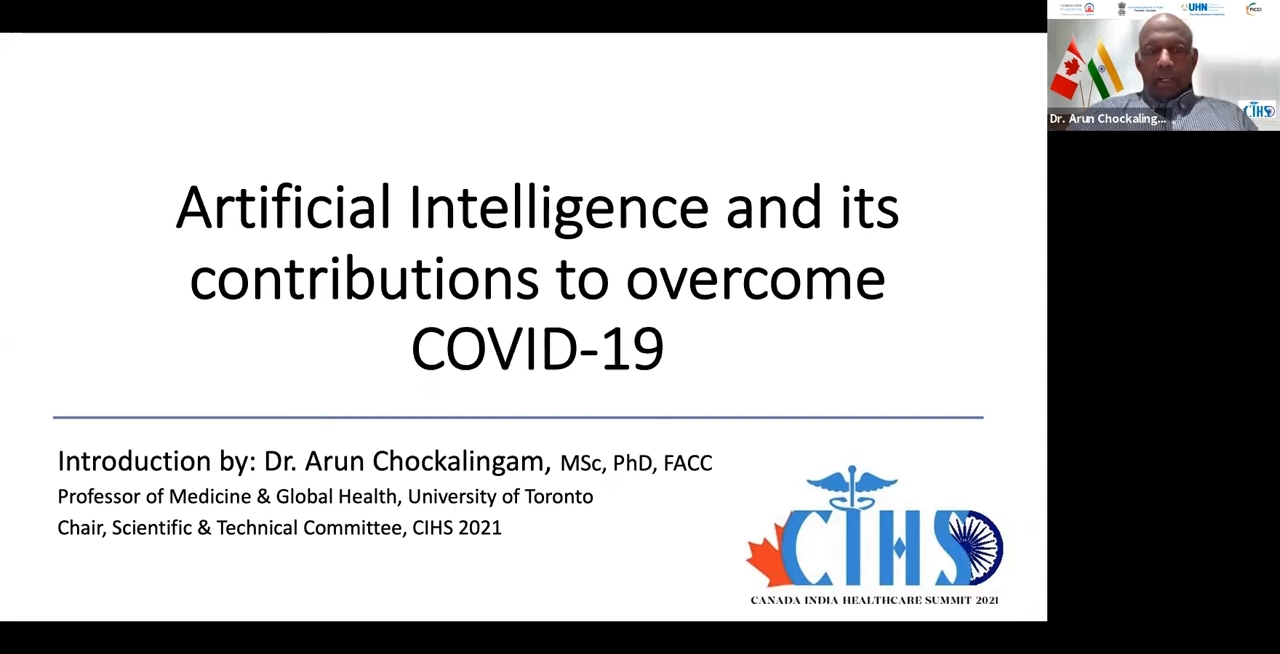 Artificial Intelligence and its
contributions to overcome
COVID-19
Introduction by: Dr. Arun Chockalingam, MSc, PhD, FACC
Professor of Medicine & Global Health, University of Toronto
Chair, Scientific & Technical Committee, CIHS 2021
CIHS
CANADA INDIA HEALTHCARE SUMMIT 2021
UHN
FICCI
CIHS
Dr. Arun Chockaling...